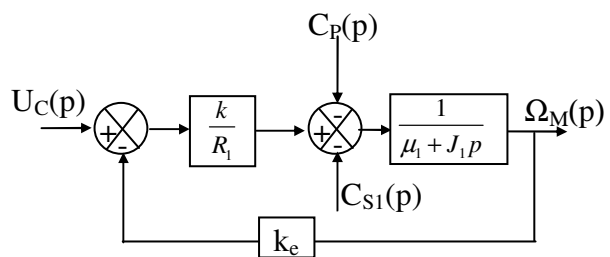 C_P(p)
U_C(p)
+
-
k
R_1
+
-
-
1
μ_1 + J_1 p
Ω_M(p)
C_S1(p)
k_e